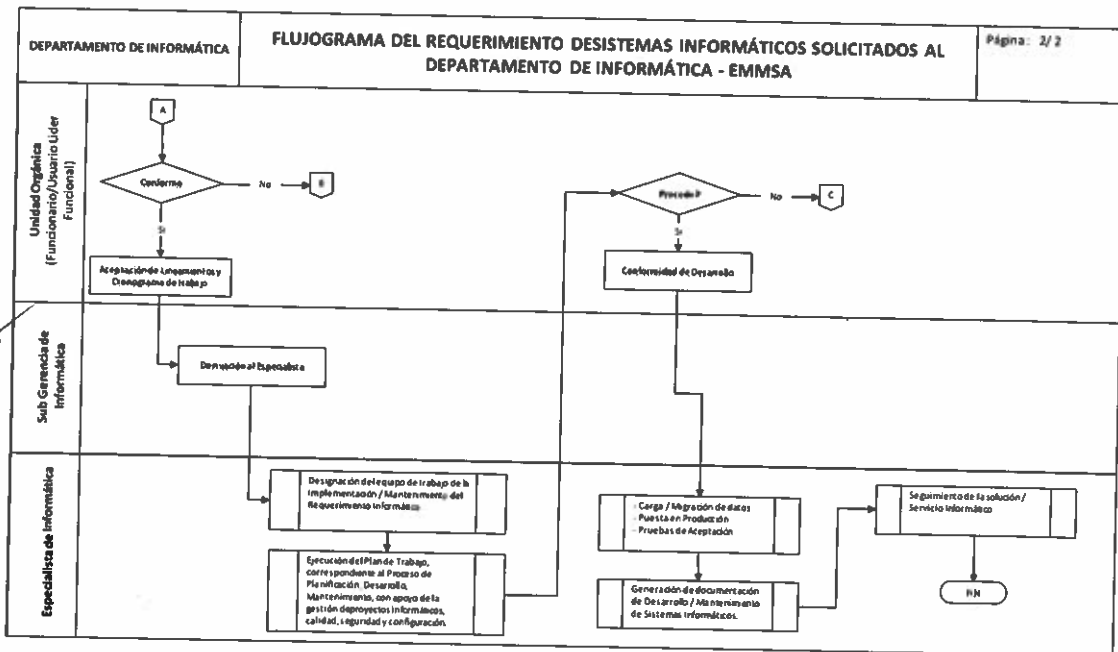 DEPARTAMENTO DE INFORMÁTICA
FLUJOGRAMA DEL REQUERIMIENTO DESISTEMAS INFORMÁTICOS SOLICITADOS AL
DEPARTAMENTO DE INFORMÁTICA - EMMSA
Página: 2/2
Unidad Orgánica
(Funcionario/Usuario Lider
Funcional)
A
Conforme
No
B
Si
Aceptación de Lineamientos y
Cronograma de trabajo
Procede?
No
C
Si
Conformidad de Desarrollo
Sub Gerencia de
Informática
Derivación al Especialista
Especialista de Informática
Designación del equipo de trabajo de la
Implementación / Mantenimiento del
Requerimiento Informático
Ejecución del Plan de Trabajo,
correspondiente al Proceso de
Planificación, Desarrollo,
Mantenimiento, con apoyo de la
gestión deproyectos informáticos,
calidad, seguridad y configuración.
- Carga / Migración de datos
- Puesta en Producción
- Pruebas de Aceptación
Generación de documentación
de Desarrollo / Mantenimiento
de Sistemas Informáticos.
Seguimiento de la solución /
Servicio Informático
FIN